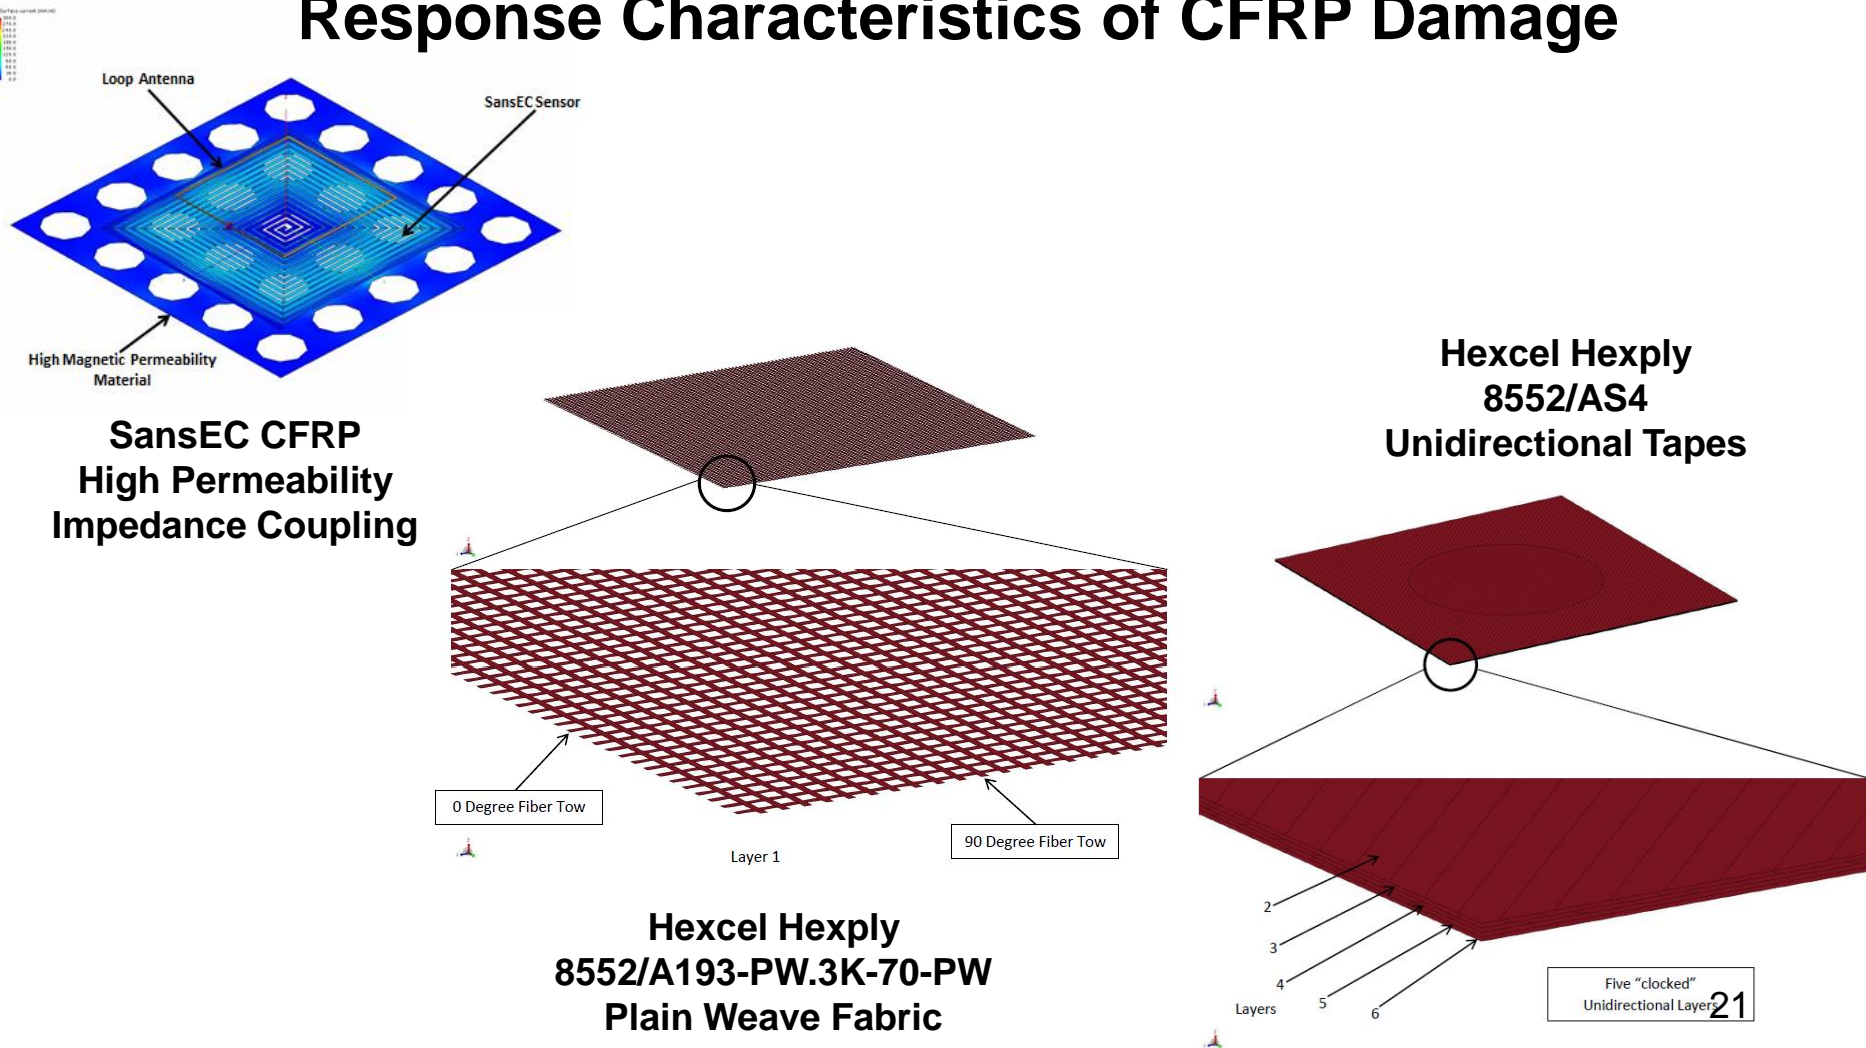 Response Characteristics of CFRP Damage
Loop Antenna
SansEC Sensor
High Magnetic Permeability
Material
SansEC CFRP
High Permeability
Impedance Coupling
Hexcel Hexply
8552/AS4
Unidirectional Tapes
0 Degree Fiber Tow
90 Degree Fiber Tow
Layer 1
Hexcel Hexply
8552/A193-PW.3K-70-PW
Plain Weave Fabric
2
3
4
5
6
Layers
Five “clocked”
Unidirectional Layers
21